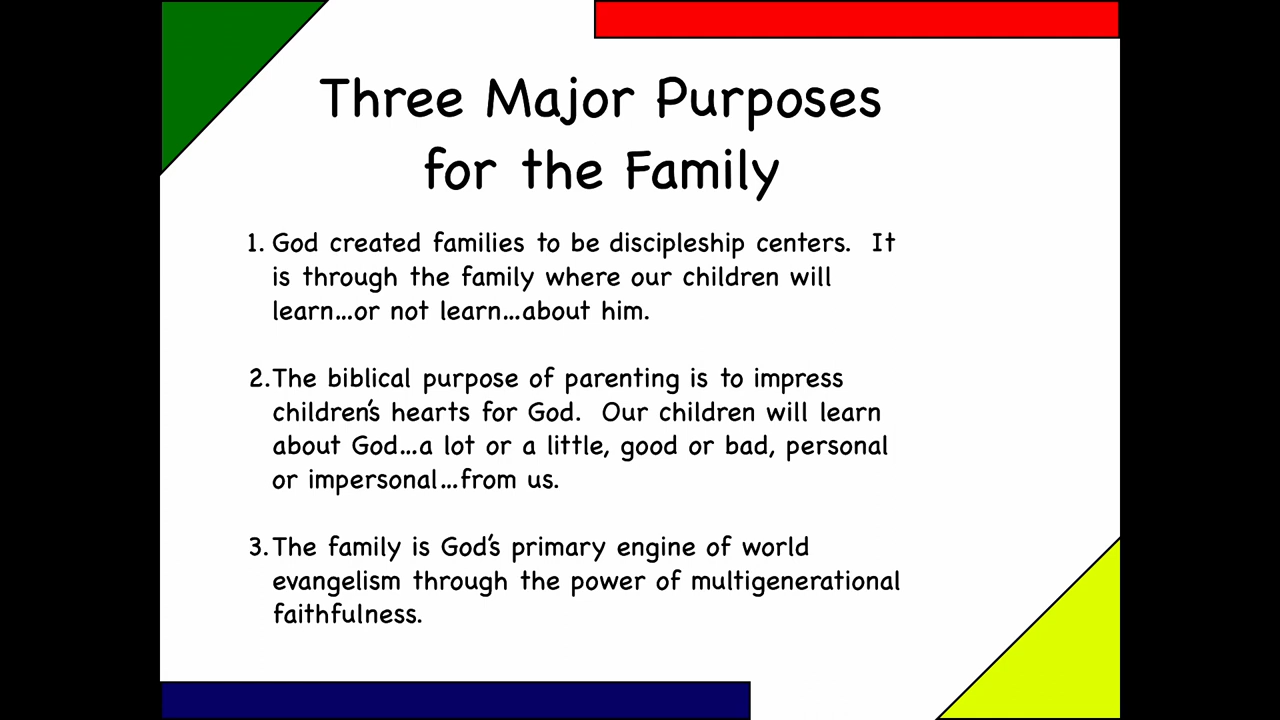 Three Major Purposes
for the Family
1. God created families to be discipleship centers.  It
is through the family where our children will
learn...or not learn...about him.
2. The biblical purpose of parenting is to impress
children's hearts for God.  Our children will learn
about God...a lot or a little, good or bad, personal
or impersonal...from us.
3. The family is God's primary engine of world
evangelism through the power of multigenerational
faithfulness.